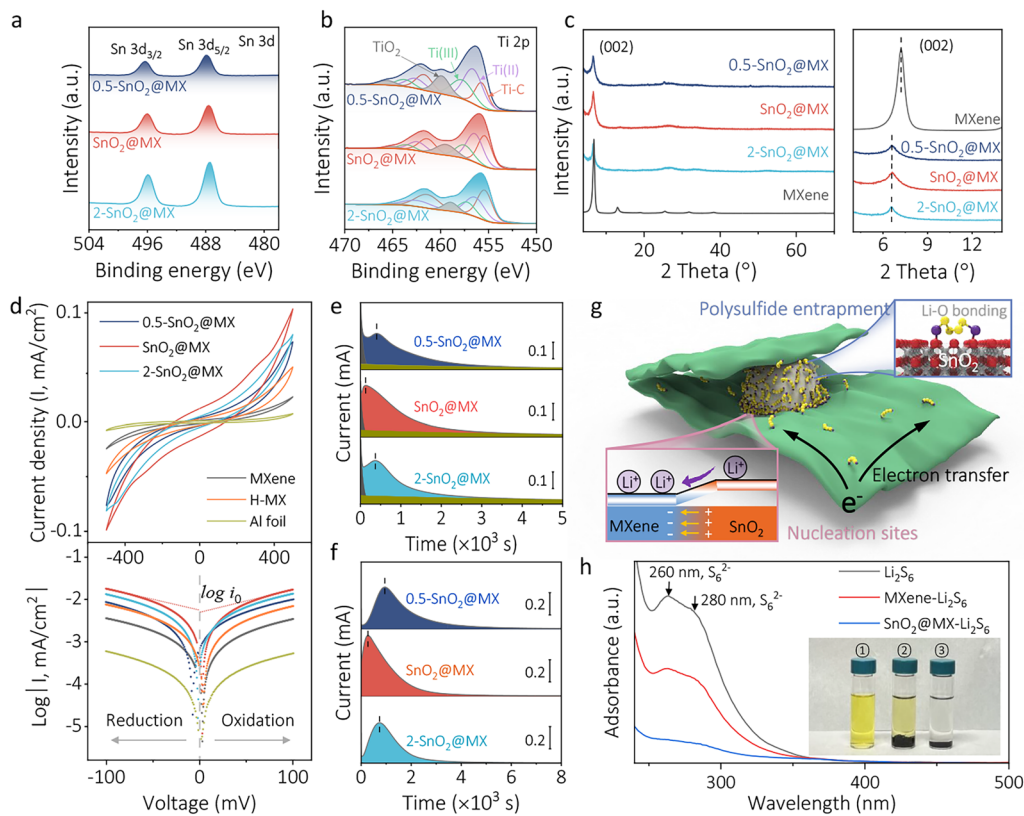 a
Sn 3d₃/₂
Sn 3d₅/₂
Sn 3d
0.5-SnO₂@MX
SnO₂@MX
2-SnO₂@MX
Intensity (a.u.)
504
496
488
480
Binding energy (eV)
b
TiO₂
Ti(III)
Ti 2p
Ti(II)
Ti-C
0.5-SnO₂@MX
SnO₂@MX
2-SnO₂@MX
Intensity (a.u.)
470
465
460
455
450
Binding energy (eV)
c
(002)
0.5-SnO₂@MX
SnO₂@MX
2-SnO₂@MX
MXene
Intensity (a.u.)
20
40
60
2 Theta (°)
(002)
MXene
0.5-SnO₂@MX
SnO₂@MX
2-SnO₂@MX
4
8
12
2 Theta (°)
d
0.1
0.5-SnO₂@MX
SnO₂@MX
2-SnO₂@MX
0.0
MXene
H-MX
Al foil
-0.1
Current density (I, mA/cm²)
-400
0
400
-1
-2
-3
-4
-5
log i₀
Reduction
Oxidation
Log|I, mA/cm²|
-100
0
100
Voltage (mV)
e
0.5-SnO₂@MX
0.1
SnO₂@MX
0.1
2-SnO₂@MX
0.1
Current (mA)
0
1
2
3
4
5
Time (×10³ s)
f
0.5-SnO₂@MX
0.2
SnO₂@MX
0.2
2-SnO₂@MX
0.2
Current (mA)
0
2
4
6
8
Time (×10³ s)
g
Polysulfide entrapment
Li-O bonding
SnO₂
Li⁺
Li⁺
Li⁺
MXene
SnO₂
- +
- +
- +
Electron transfer
e⁻
Nucleation sites
h
260 nm, S₆²⁻
280 nm, S₆²⁻
Li₂S₆
MXene-Li₂S₆
SnO₂@MX-Li₂S₆
①
②
③
Adsorbance (a.u.)
300
400
500
Wavelength (nm)